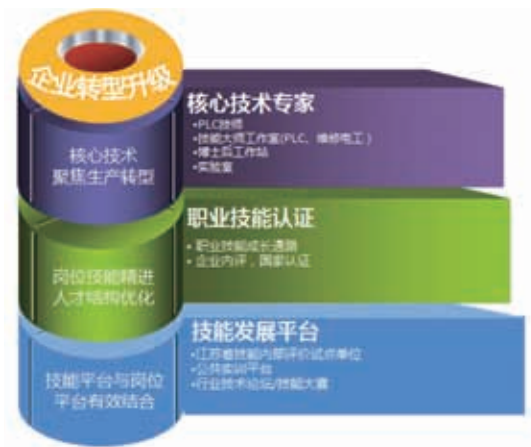 企业转型升级
核心技术
聚焦生产转型
核心技术专家
•PLC技师
•技能大师工作室(PLC、维修电工)
•博士后工作站
•实验室
岗位技能精进
人才结构优化
职业技能认证
• 职业技能成长通路
• 企业内评，国家认证
技能平台与岗位
平台有效结合
技能发展平台
•江苏省技能内部评价试点单位
•公共实训平台
•行业技术论坛/技能大赛